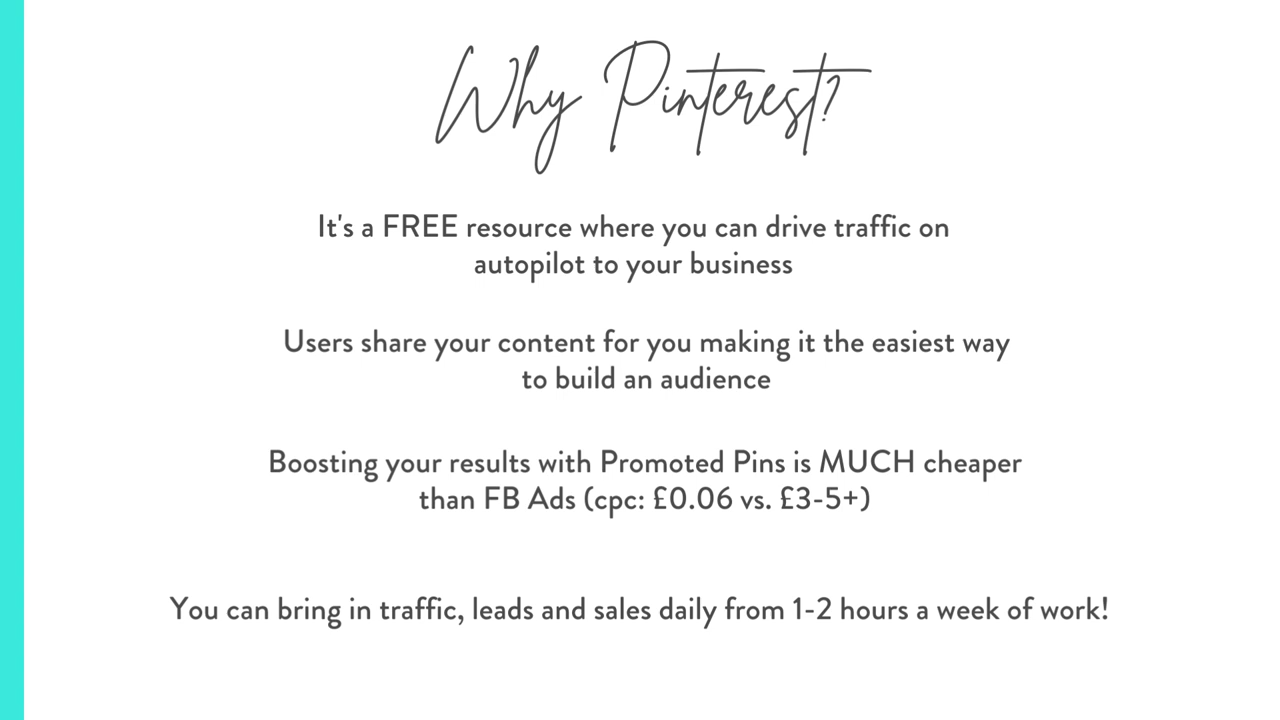 Why Pinterest?
It's a FREE resource where you can drive traffic on
autopilot to your business
Users share your content for you making it the easiest way
to build an audience
Boosting your results with Promoted Pins is MUCH cheaper
than FB Ads (cpc: £0.06 vs. £3-5+)
You can bring in traffic, leads and sales daily from 1-2 hours a week of work!